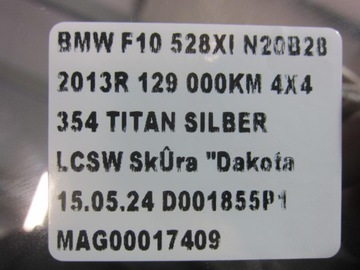 BMW F10 528XI N20B28
2013R 129 000KM 4X4
354 TITAN SILBER
LCSW SkÛra "Dakota
15.05.24 D001855P1
MAG00017409